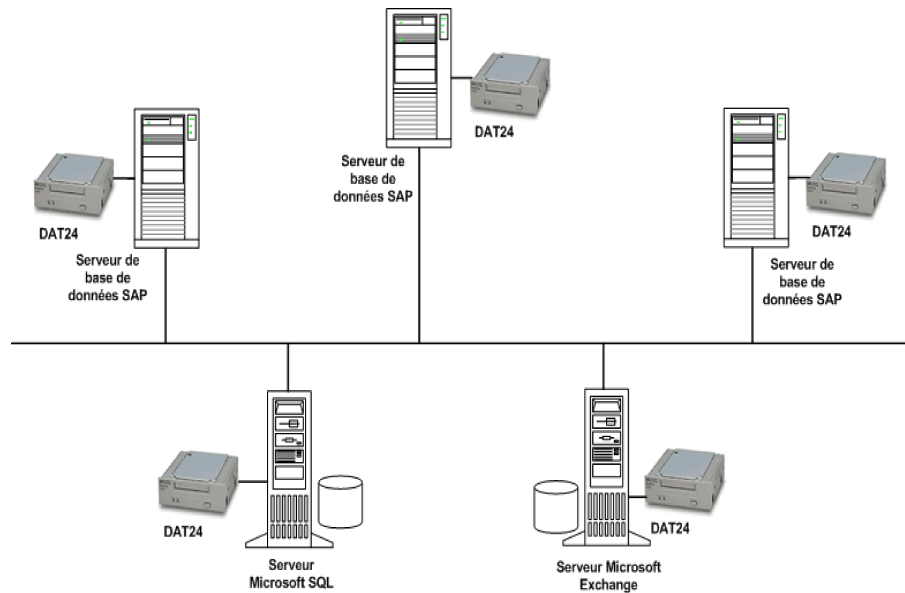 DAT24
Serveur de
base de
données SAP
DAT24
Serveur de
base de
données SAP
DAT24
Serveur de
base de
données SAP
DAT24
Serveur
Microsoft SQL
DAT24
Serveur Microsoft
Exchange